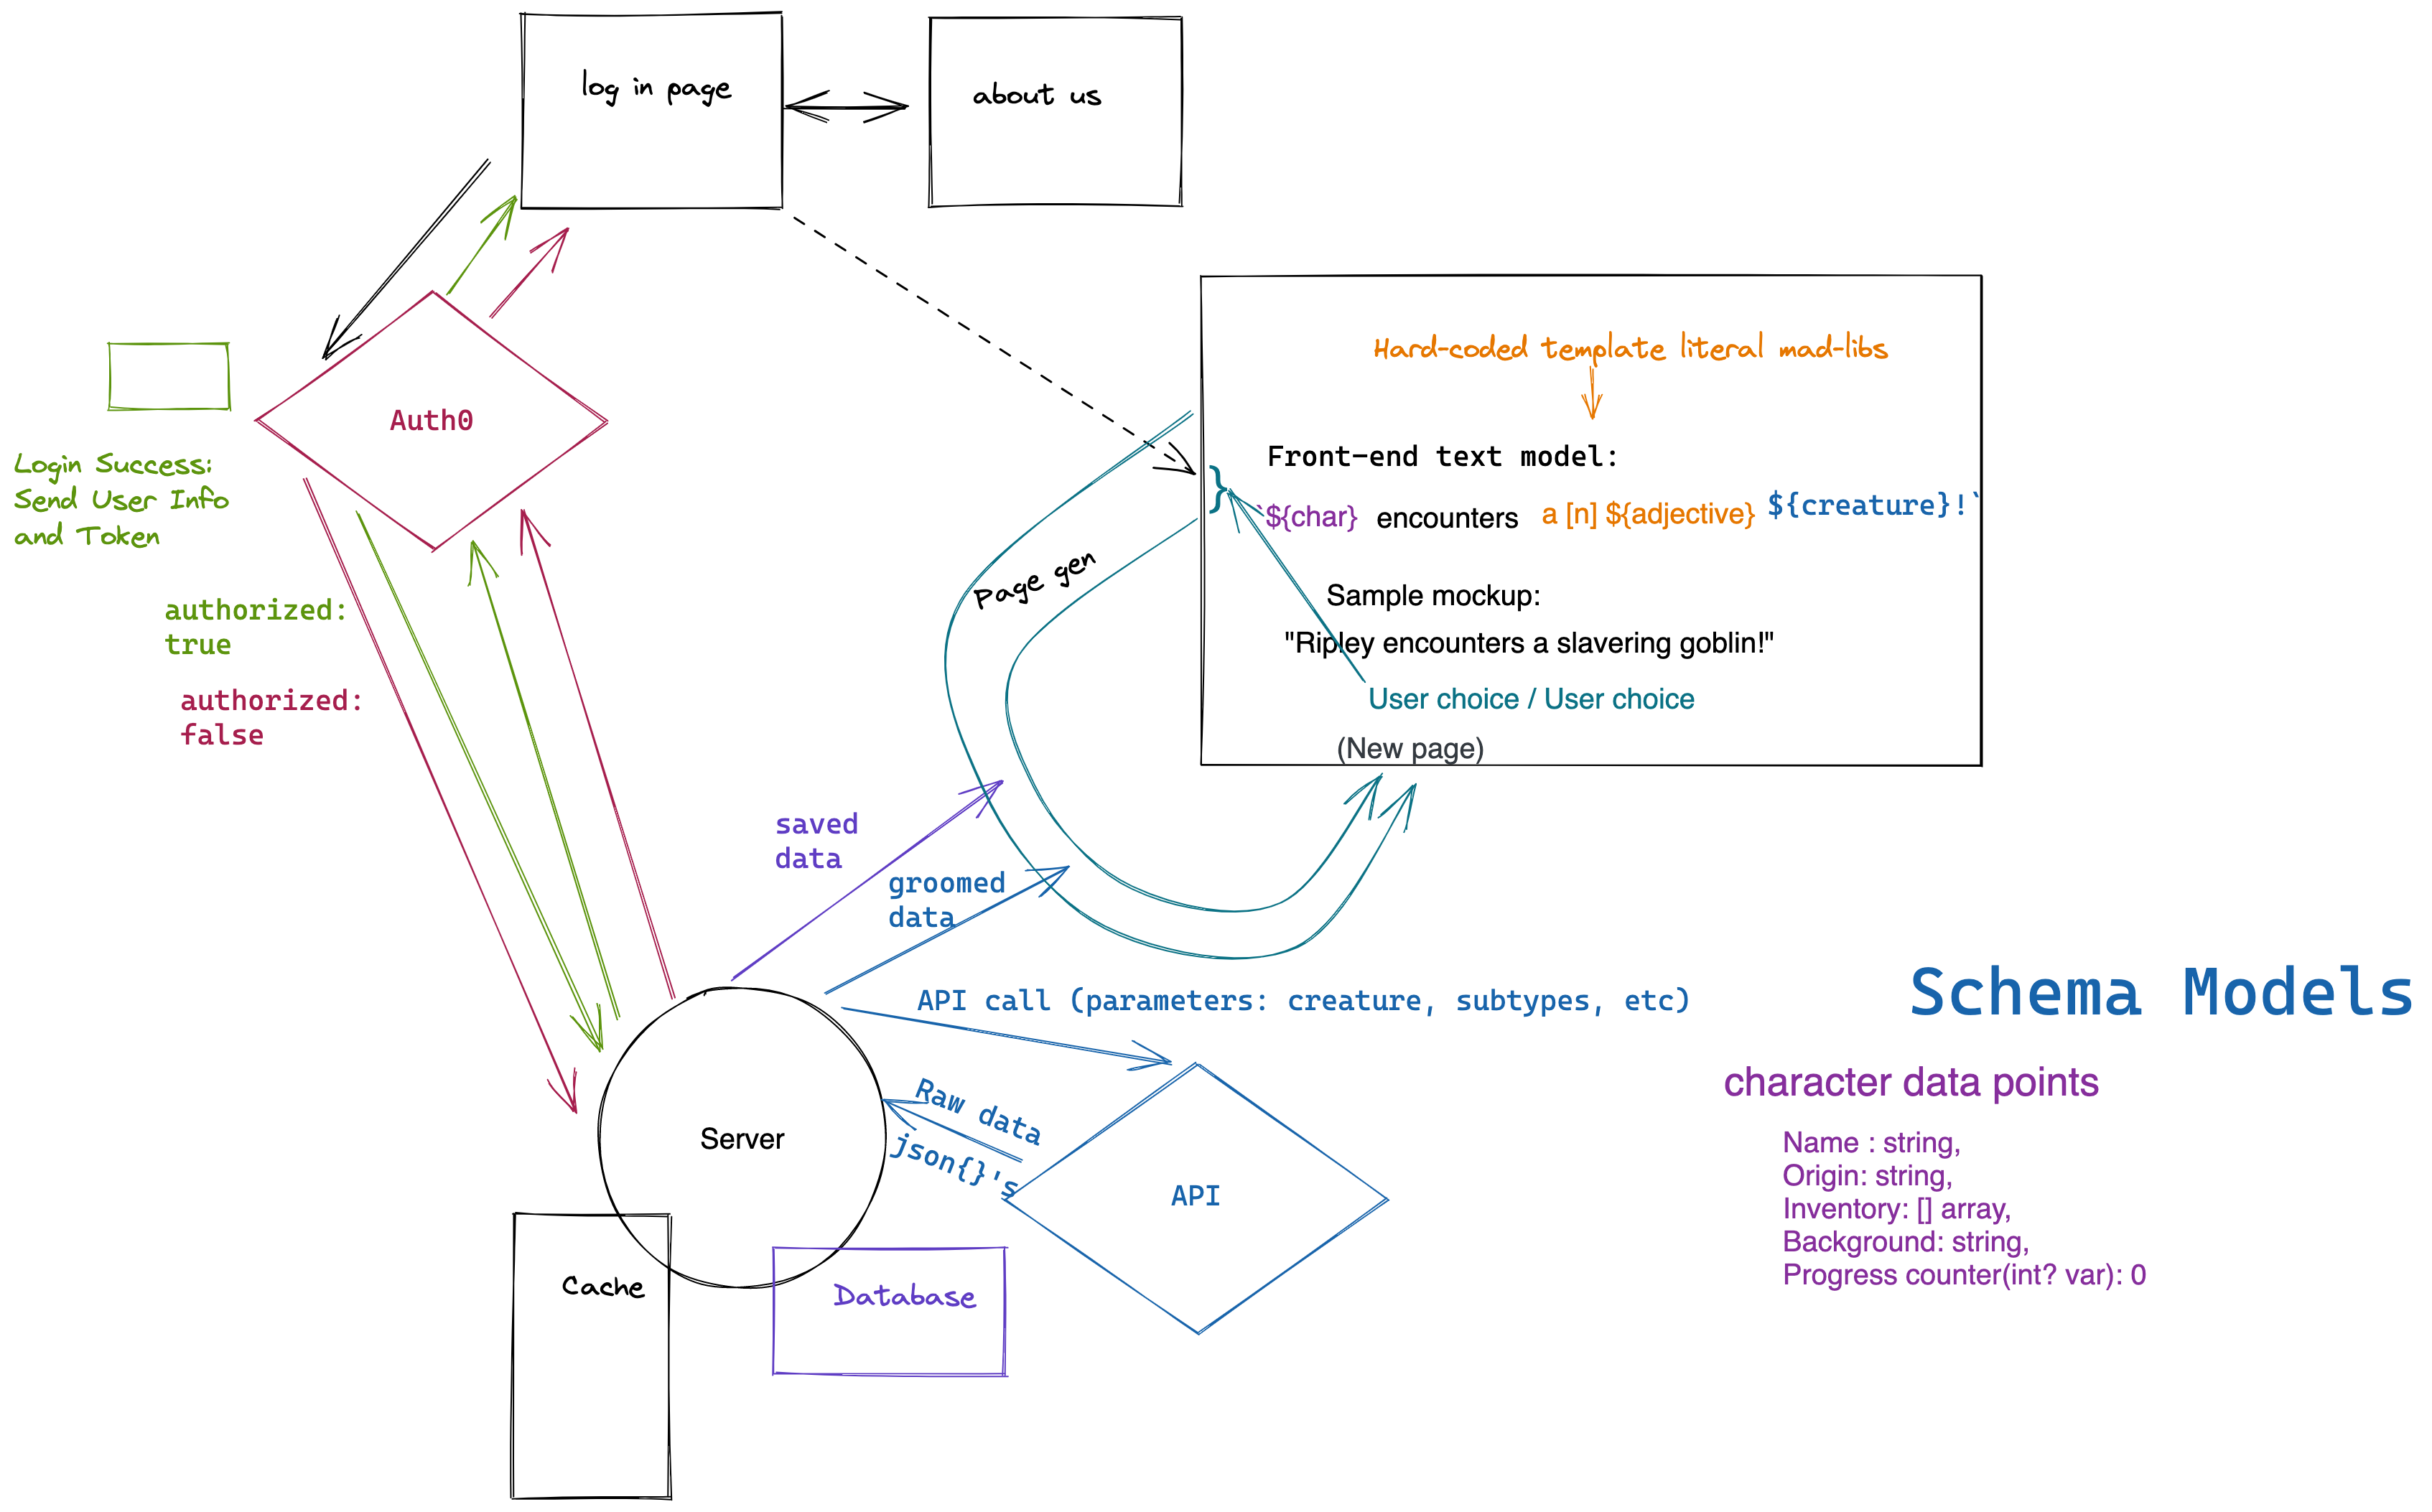 log in page
about us
Hard-coded template literal mad-libs
Auth0
Login Success:
Send User Info
and Token
Front-end text model:
`${char} encounters a [n] ${adjective} ${creature}!`
Page gen
Sample mockup:
"Ripley encounters a slavering goblin!"
User choice / User choice
(New page)
authorized:
true
authorized:
false
saved
data
groomed
data
API call (parameters: creature, subtypes, etc)
Raw data
json{}'s
Server
API
Cache
Database
Schema Models
character data points
Name : string,
Origin: string,
Inventory: [] array,
Background: string,
Progress counter(int? var): 0